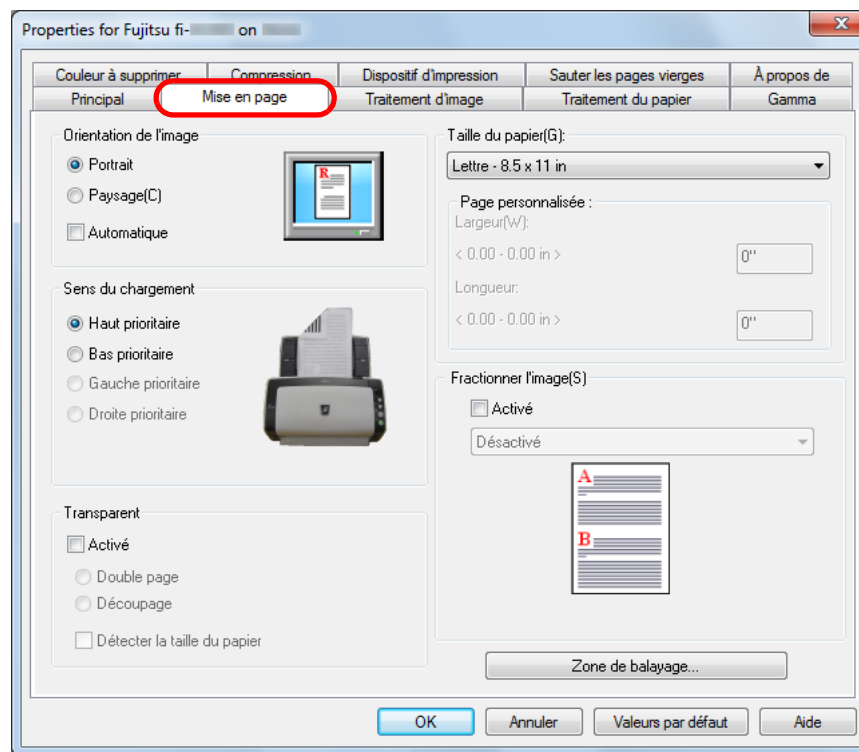 Properties for Fujitsu fi- on
Couleur à supprimer Compression Dispositif d'impression Sauter les pages vierges À propos de
Principal Mise en page Traitement d'image Traitement du papier Gamma
Orientation de l'image
Portrait
Paysage(C)
Automatique
R
Sens du chargement
Haut prioritaire
Bas prioritaire
Gauche prioritaire
Droite prioritaire
Transparent
Activé
Double page
Découpage
Détecter la taille du papier
Taille du papier(G):
Lettre - 8.5 x 11 in
Page personnalisée :
Largeur(W):
< 0.00 - 0.00 in > 0"
Longueur:
< 0.00 - 0.00 in > 0"
Fractionner l'image(S)
Activé
Désactivé
A
B
Zone de balayage...
OK Annuler Valeurs par défaut Aide